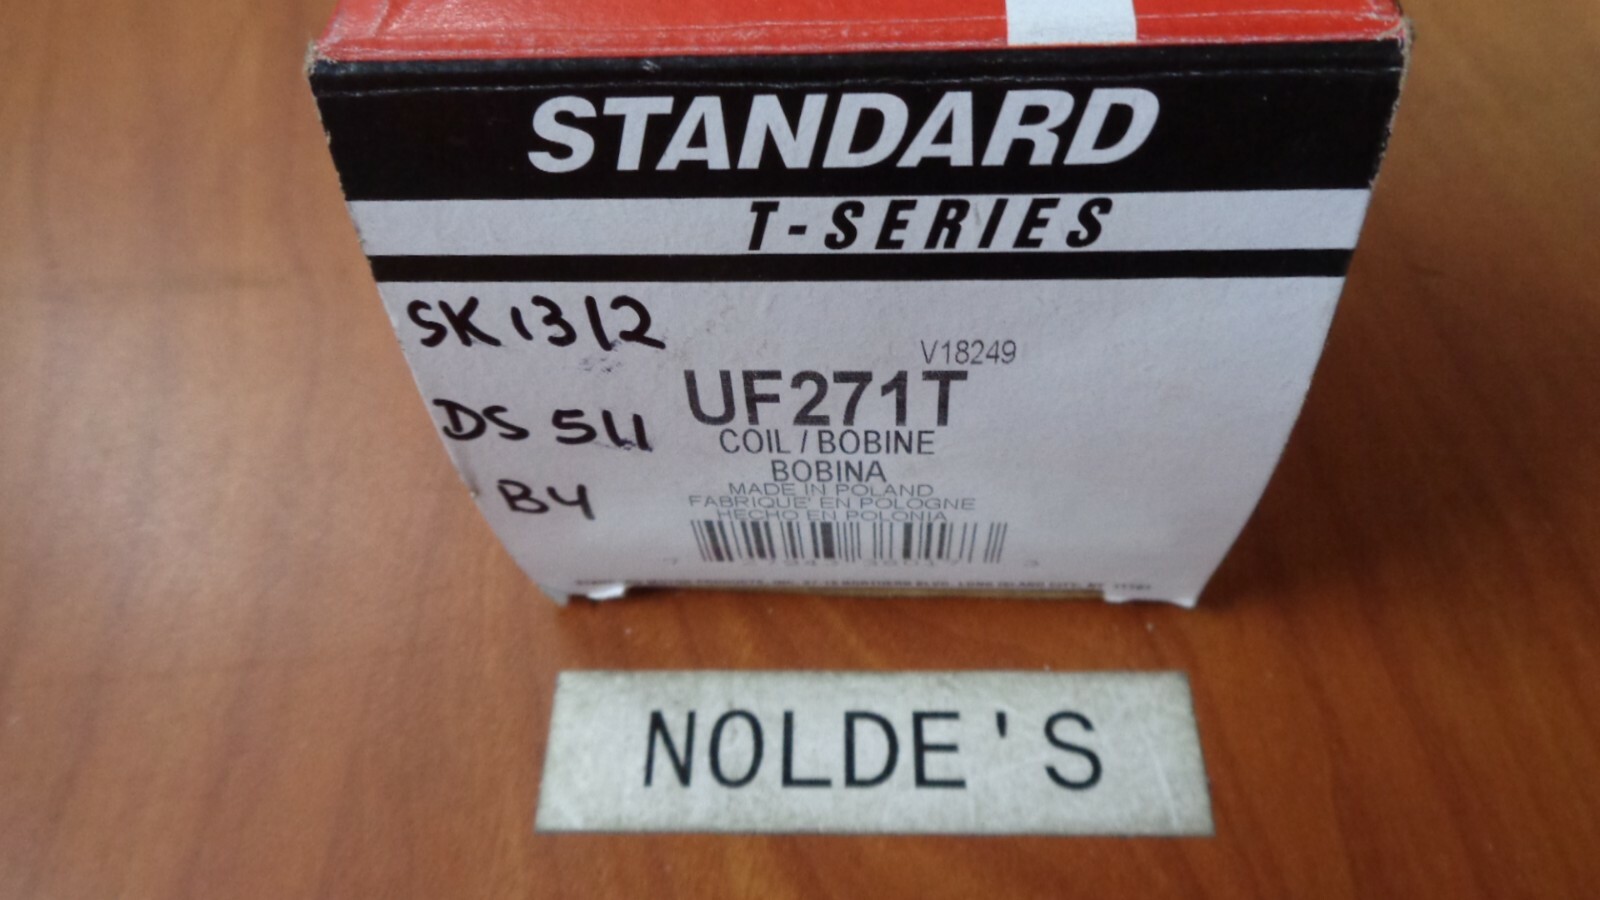 STANDARD
T-SERIES
SK 1312
V18249
UF271T
DS 511
COIL / BOBINE
BOBINA
B4
MADE IN POLAND
FABRIQUE' EN POLOGNE
HECHO EN POLONIA
NOLDE'S